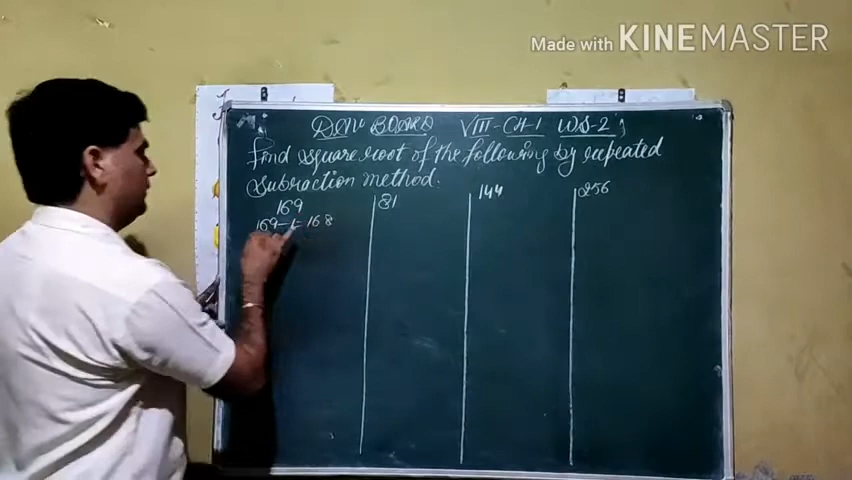 Made with KINEMASTER
DAV BOARD VIII-CH-1 WS-2
Find square root of the following by repeated
subtraction method.
169 81 144 256
169-1=168